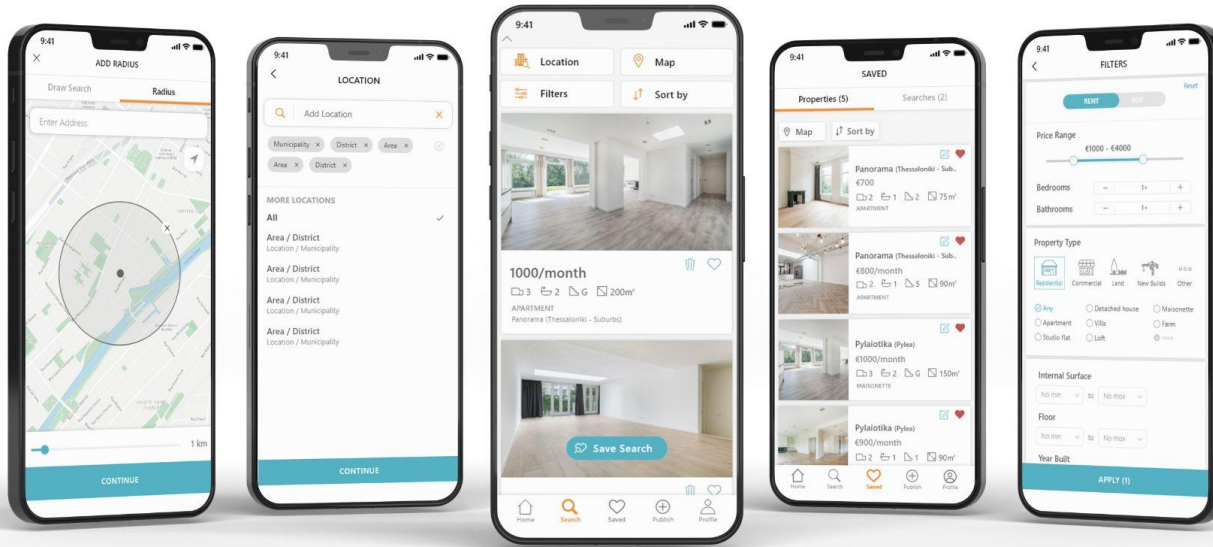 9:41
ADD RADIUS
Draw Search Radius
Enter Address
1 km
CONTINUE
9:41
LOCATION
Add Location
Municipality × District × Area ×
Area × District ×
MORE LOCATIONS
All
Area / District
Location / Municipality
Area / District
Location / Municipality
Area / District
Location / Municipality
Area / District
Location / Municipality
CONTINUE
9:41
Location Map
Filters Sort by
1000/month
3 2 G 200m²
APARTMENT
Panorama (Thessaloniki - Suburbs)
Save Search
Home Search Saved Publish Profile
9:41
SAVED
Properties (5) Searches (2)
Map Sort by
Panorama (Thessaloniki - Sub..
€700
2 1 2 75m²
APARTMENT
Panorama (Thessaloniki - Sub..
€800/month
2 1 5 90m²
APARTMENT
Pylaiotika (Pylea)
€1000/month
3 2 G 150m²
MAISONETTE
Pylaiotika (Pylea)
€900/month
2 1 1 90m²
Home Search Saved Publish Profile
9:41
FILTERS
Reset
RENT BUY
Price Range
€1000 - €4000
Bedrooms − 1+ +
Bathrooms − 1+ +
Property Type
Residential Commercial Land New Builds Other
Any Detached house Maisonette
Apartment Villa Farm
Studio flat Loft more
Internal Surface
No min to No max
Floor
No min to No max
Year Built
APPLY (1)